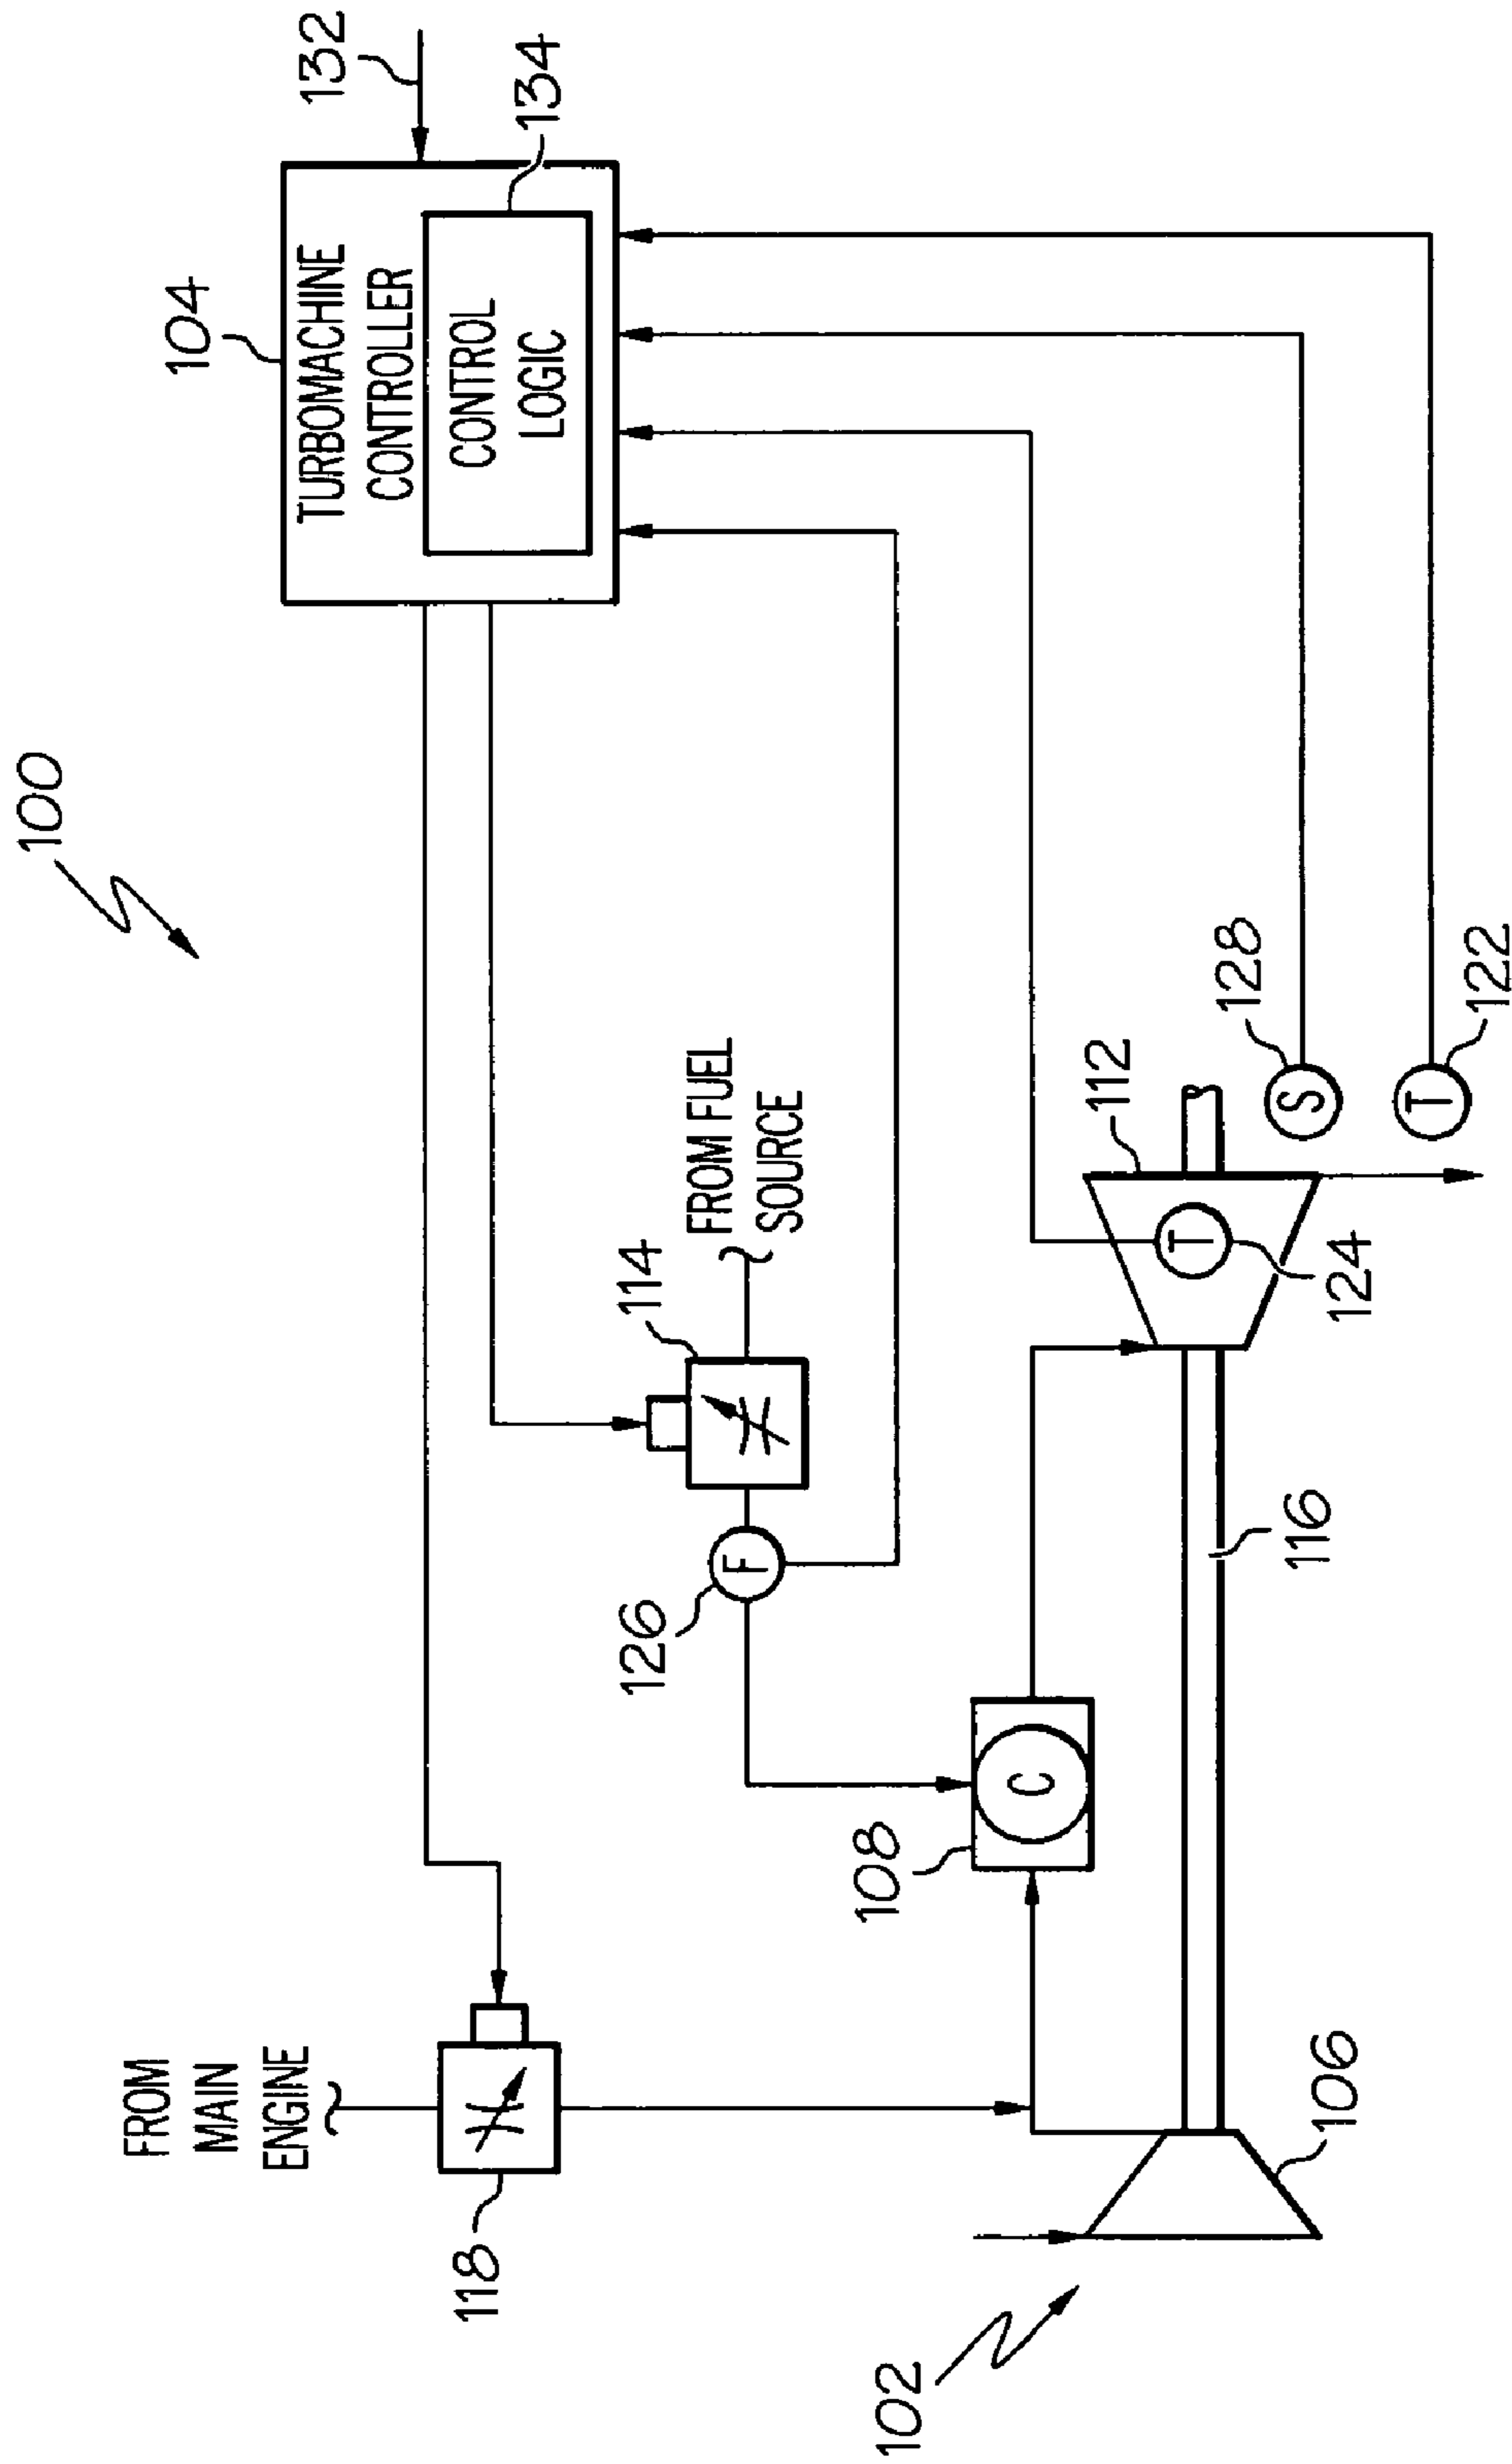 100
104
132
TURBOMACHINE
CONTROLLER
CONTROL
LOGIC
134
FROM
MAIN
ENGINE
118
114
FROM FUEL
SOURCE
126
F
108
C
112
T
124
128
S
T
122
116
106
102